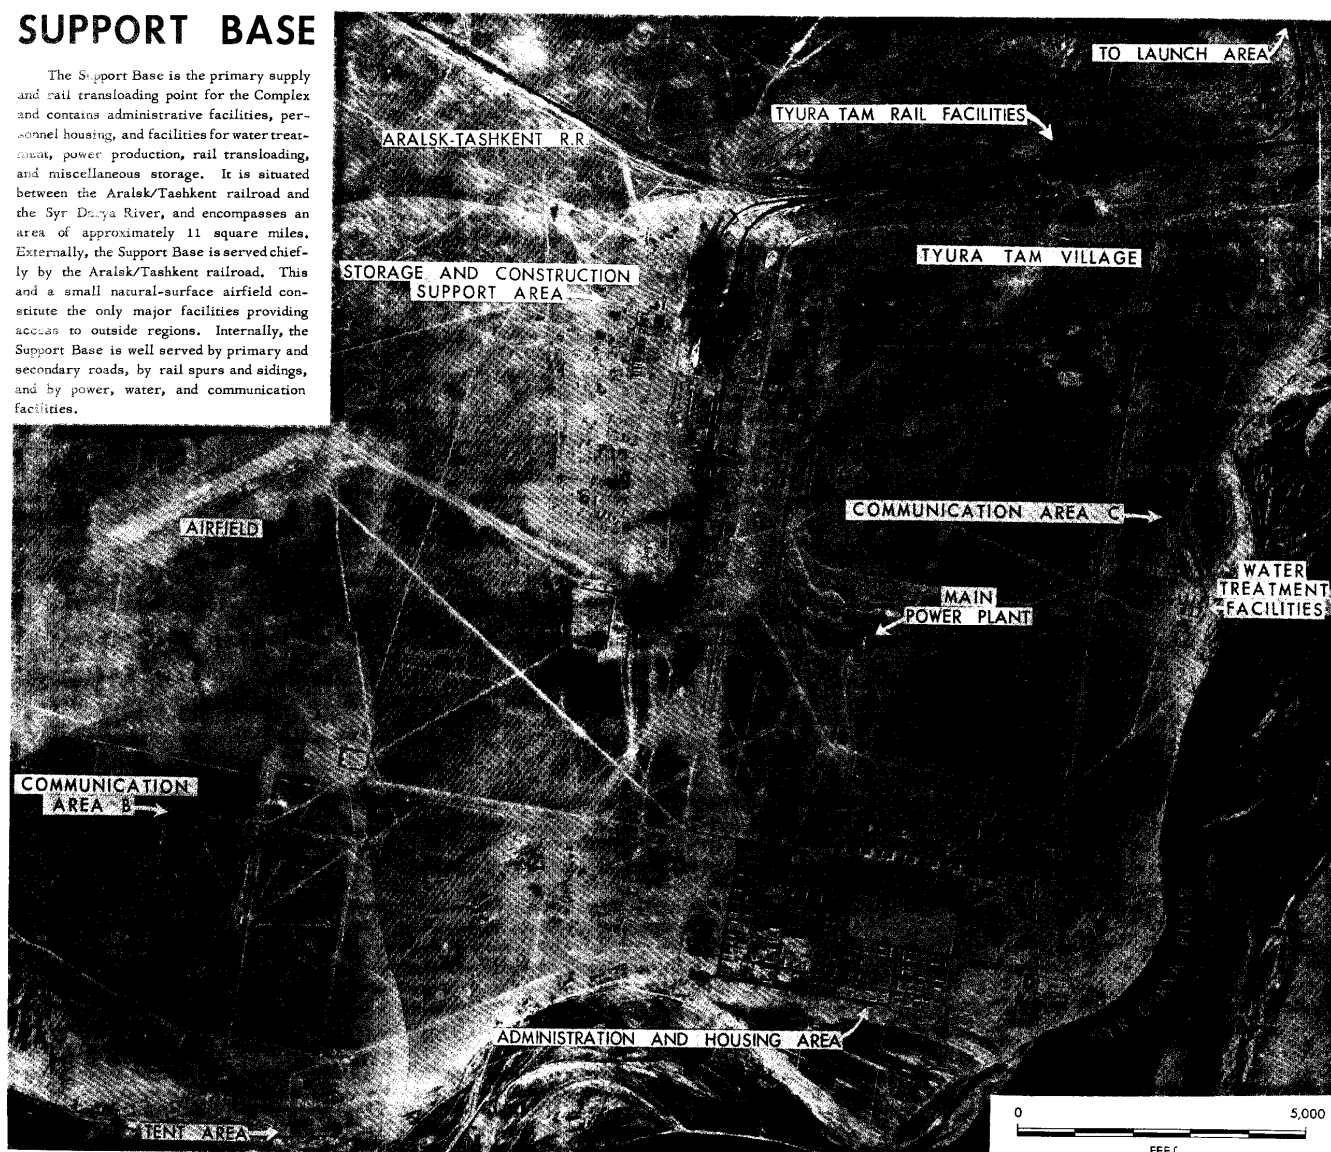 SUPPORT BASE
The Support Base is the primary supply
and rail transloading point for the Complex
and contains administrative facilities, per-
sonnel housing, and facilities for water treat-
ment, power production, rail transloading,
and miscellaneous storage. It is situated
between the Aralsk/Tashkent railroad and
the Syr Darya River, and encompasses an
area of approximately 11 square miles.
Externally, the Support Base is served chief-
ly by the Aralsk/Tashkent railroad. This
and a small natural-surface airfield con-
stitute the only major facilities providing
access to outside regions. Internally, the
Support Base is well served by primary and
secondary roads, by rail spurs and sidings,
and by power, water, and communication
facilities.
TO LAUNCH AREA
TYURA TAM RAIL FACILITIES
ARALSK-TASHKENT R.R.
TYURA TAM VILLAGE
STORAGE AND CONSTRUCTION
SUPPORT AREA
COMMUNICATION AREA C
AIRFIELD
WATER
TREATMENT
FACILITIES
MAIN
POWER PLANT
COMMUNICATION
AREA B
ADMINISTRATION AND HOUSING AREA
TENT AREA
0 5,000
FEET